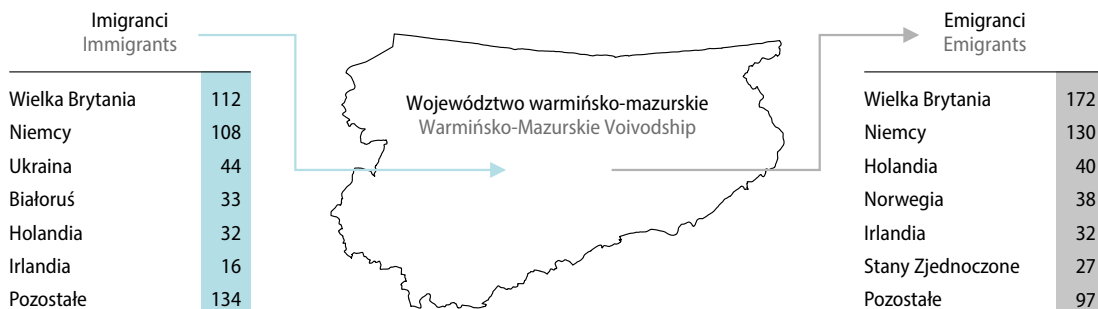 Imigranci
Immigrants
Wielka Brytania 112
Niemcy 108
Ukraina 44
Białoruś 33
Holandia 32
Irlandia 16
Pozostałe 134
Województwo warmińsko-mazurskie
Warmińsko-Mazurskie Voivodship
Emigranci
Emigrants
Wielka Brytania 172
Niemcy 130
Holandia 40
Norwegia 38
Irlandia 32
Stany Zjednoczone 27
Pozostałe 97